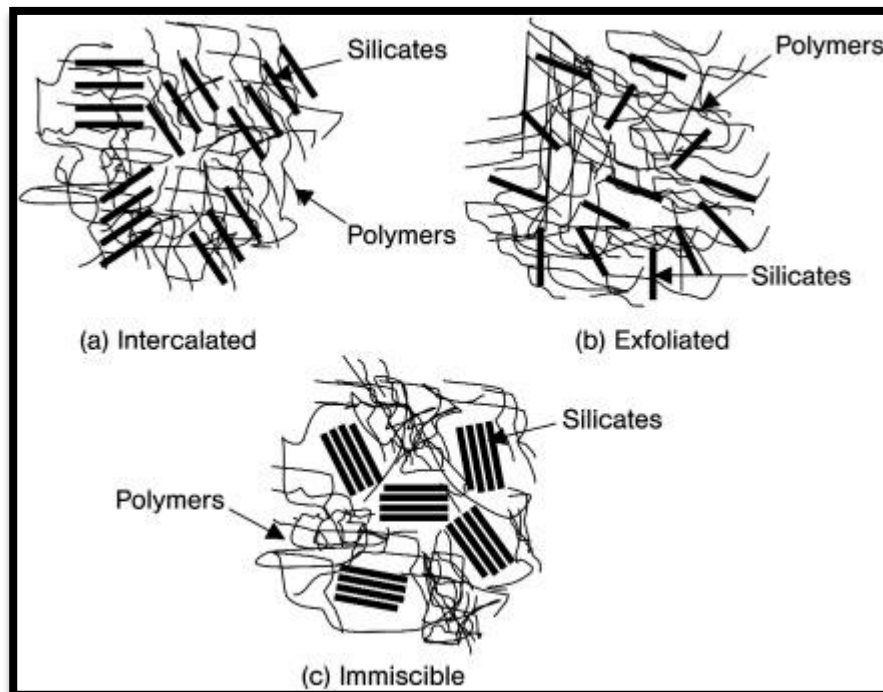 Silicates
Polymers
(a) Intercalated
Polymers
Silicates
(b) Exfoliated
Silicates
Polymers
(c) Immiscible